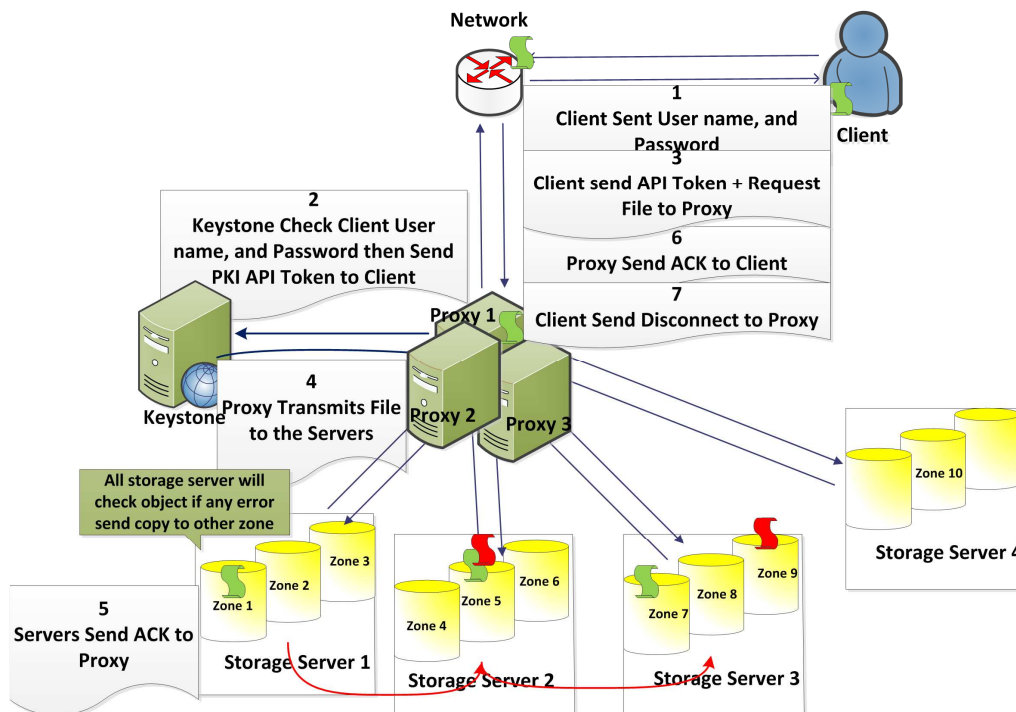 Network
Client
1
Client Sent User name, and
Password
3
Client send API Token + Request
File to Proxy
6
Proxy Send ACK to Client
7
Client Send Disconnect to Proxy
2
Keystone Check Client User
name, and Password then Send
PKI API Token to Client
Keystone
Proxy 1
Proxy 2
Proxy 3
4
Proxy Transmits File
to the Servers
All storage server will
check object if any error
send copy to other zone
5
Servers Send ACK to
Proxy
Zone 1
Zone 2
Zone 3
Storage Server 1
Zone 4
Zone 5
Zone 6
Storage Server 2
Zone 7
Zone 8
Zone 9
Storage Server 3
Zone 10
Storage Server 4